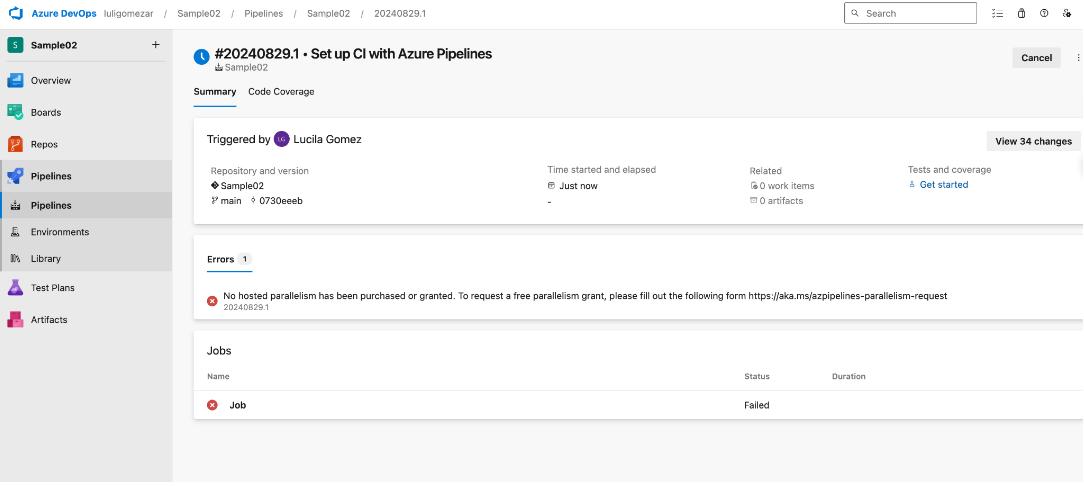 Azure DevOps luligomezar / Sample02 / Pipelines / Sample02 / 20240829.1
Search
S Sample02 +
Overview
Boards
Repos
Pipelines
Pipelines
Environments
Library
Test Plans
Artifacts
#20240829.1 • Set up CI with Azure Pipelines
Sample02
Cancel
Summary Code Coverage
Triggered by LG Lucila Gomez
View 34 changes
Repository and version
Sample02
main 0730eeeb
Time started and elapsed
Just now
-
Related
0 work items
0 artifacts
Tests and coverage
Get started
Errors 1
No hosted parallelism has been purchased or granted. To request a free parallelism grant, please fill out the following form https://aka.ms/azpipelines-parallelism-request
20240829.1
Jobs
Name Status Duration
Job Failed